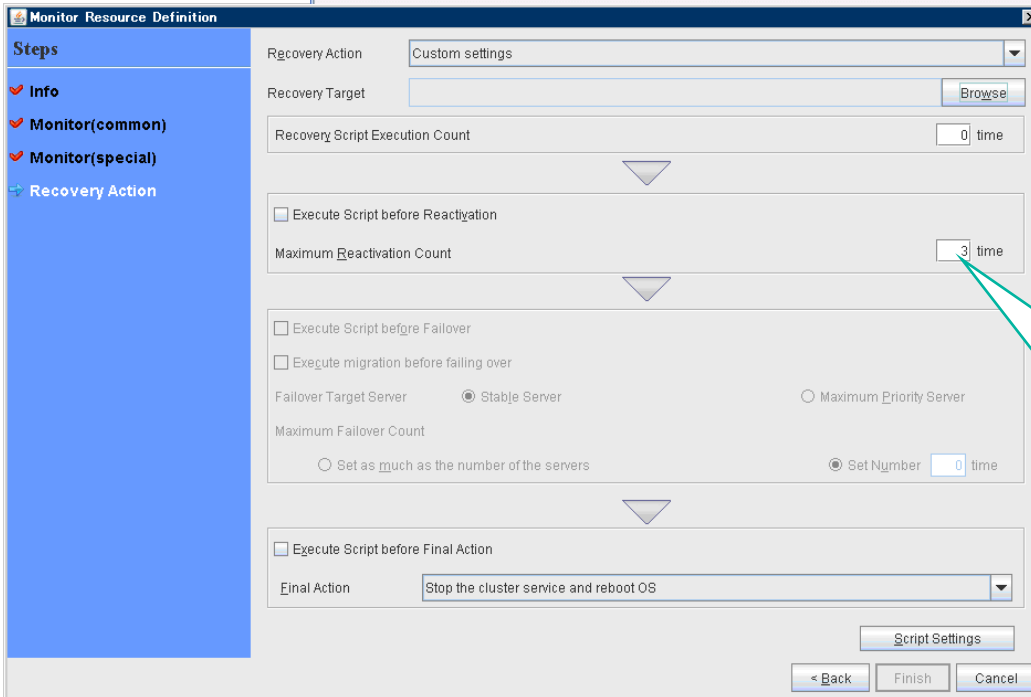 Monitor Resource Definition
Steps
Info
Monitor(common)
Monitor(special)
Recovery Action
Recovery Action Custom settings
Recovery Target Browse
Recovery Script Execution Count 0 time
Execute Script before Reactivation
Maximum Reactivation Count 3 time
Execute Script before Failover
Execute migration before failing over
Failover Target Server Stable Server Maximum Priority Server
Maximum Failover Count
Set as much as the number of the servers Set Number 0 time
Execute Script before Final Action
Final Action Stop the cluster service and reboot OS
Script Settings
< Back Finish Cancel